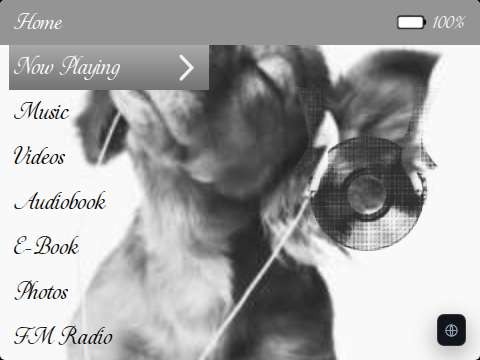 Home
100%
Now Playing
Music
Videos
Audiobook
E-Book
Photos
FM Radio